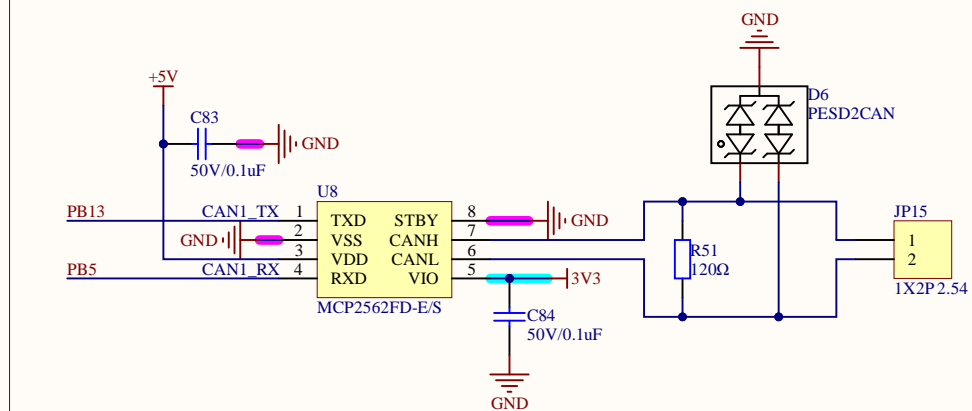 GND
D6
PESD2CAN
+5V
C83
GND
50V/0.1uF
U8
PB13
CAN1_TX
1
TXD
STBY
8
GND
GND
2
VSS
CANH
7
3
VDD
CANL
6
PB5
CAN1_RX
4
RXD
VIO
5
3V3
MCP2562FD-E/S
C84
50V/0.1uF
GND
R51
120Ω
JP15
1
2
1X2P 2.54